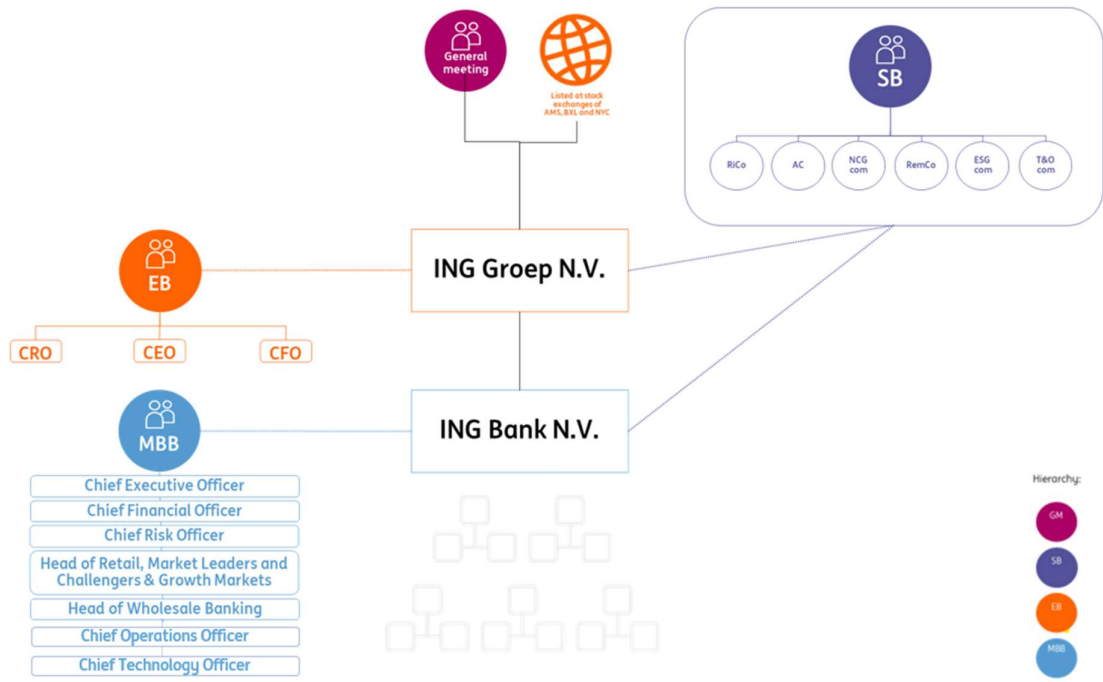 General
meeting
Listed at stock
exchanges of
AMS, BXL and NYC
SB
RiCo
AC
NCG
com
RemCo
ESG
com
T&O
com
EB
ING Groep N.V.
CRO
CEO
CFO
MBB
ING Bank N.V.
Chief Executive Officer
Chief Financial Officer
Chief Risk Officer
Head of Retail, Market Leaders and
Challengers & Growth Markets
Head of Wholesale Banking
Chief Operations Officer
Chief Technology Officer
Hierarchy:
GM
SB
EB
MBB